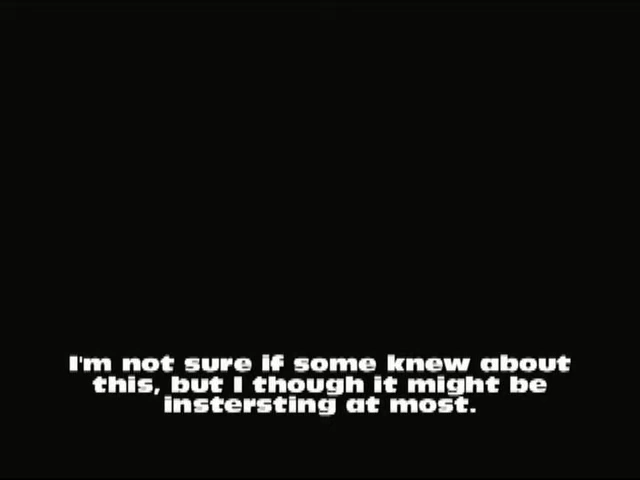 I'm not sure if some knew about
this, but I though it might be
instersting at most.